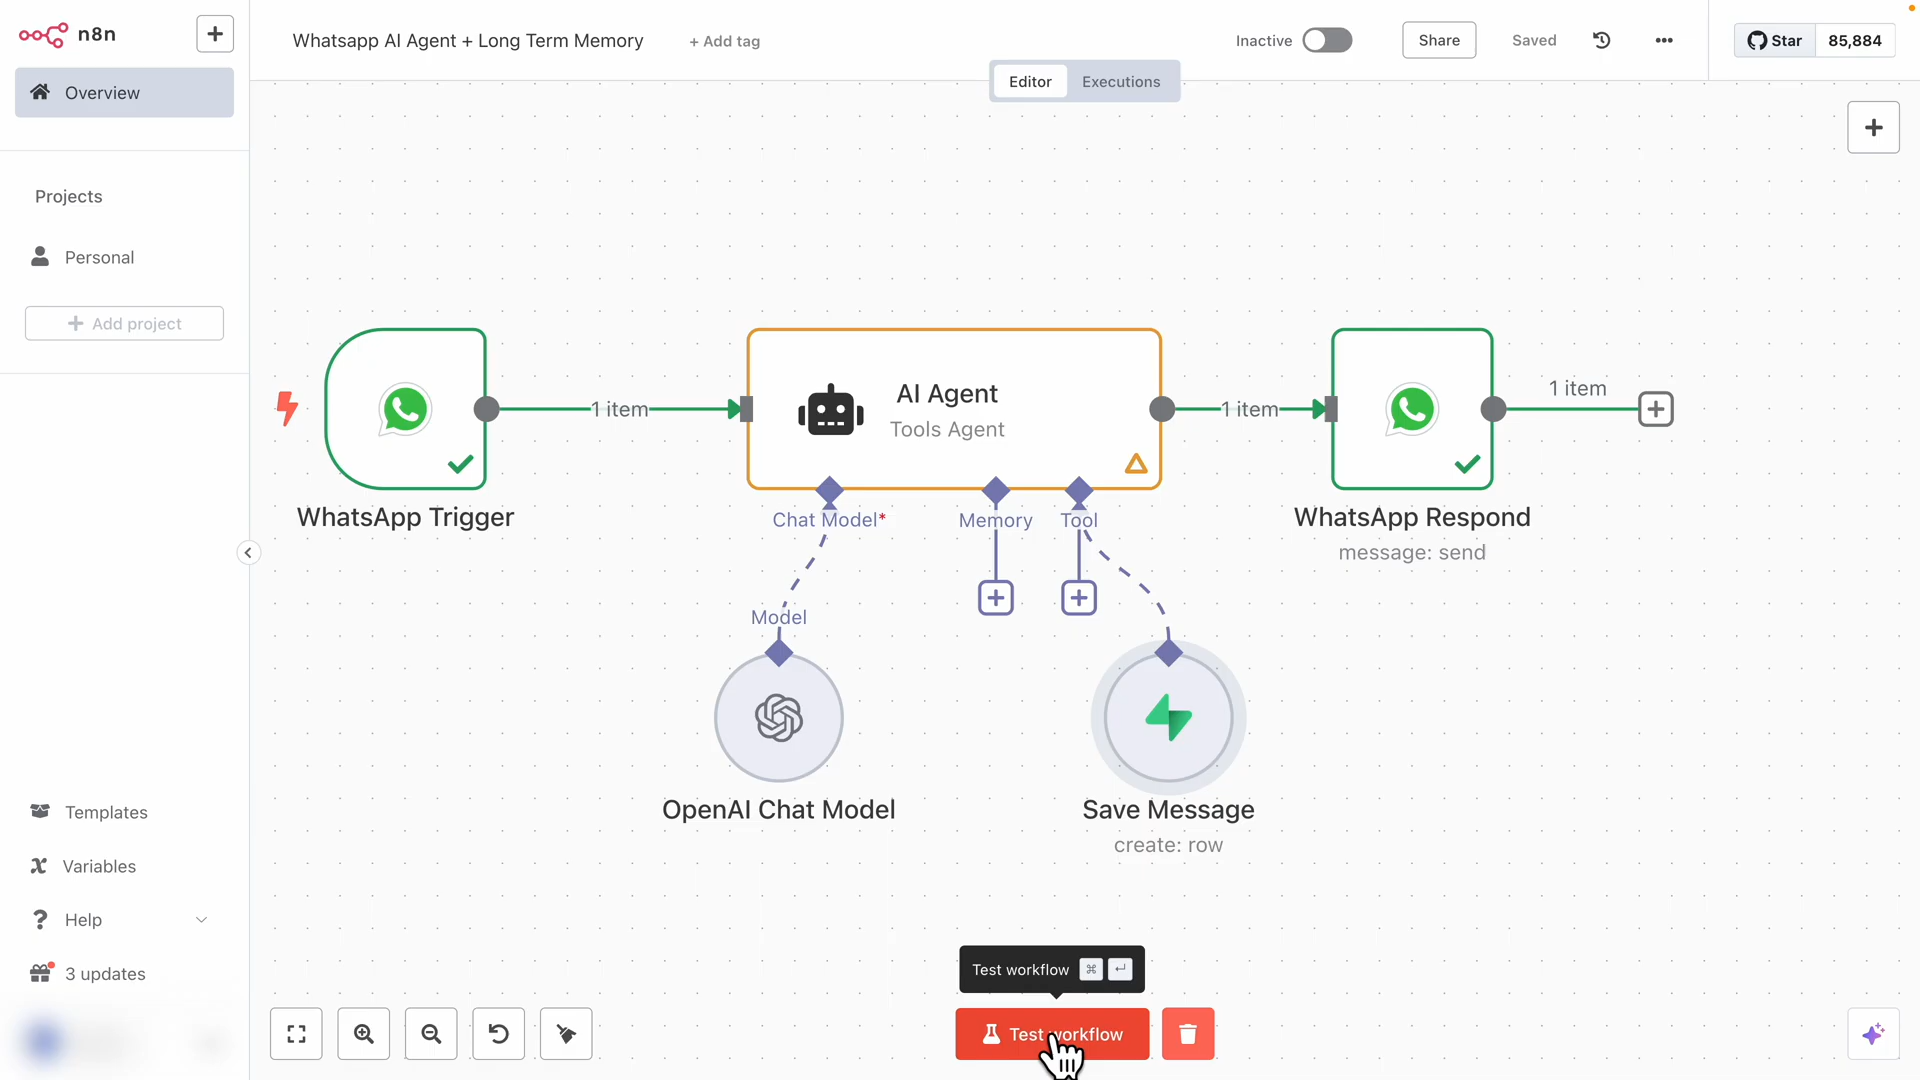 n8n
Whatsapp AI Agent + Long Term Memory
+ Add tag
Inactive
Share
Saved
Star
85,884
Editor
Executions
Overview
Projects
Personal
Add project
1 item
AI Agent
Tools Agent
1 item
1 item
WhatsApp Trigger
Chat Model*
Memory
Tool
WhatsApp Respond
message: send
Model
OpenAI Chat Model
Save Message
create: row
Templates
Variables
Help
3 updates
Test workflow ⌘ ↵
Test workflow